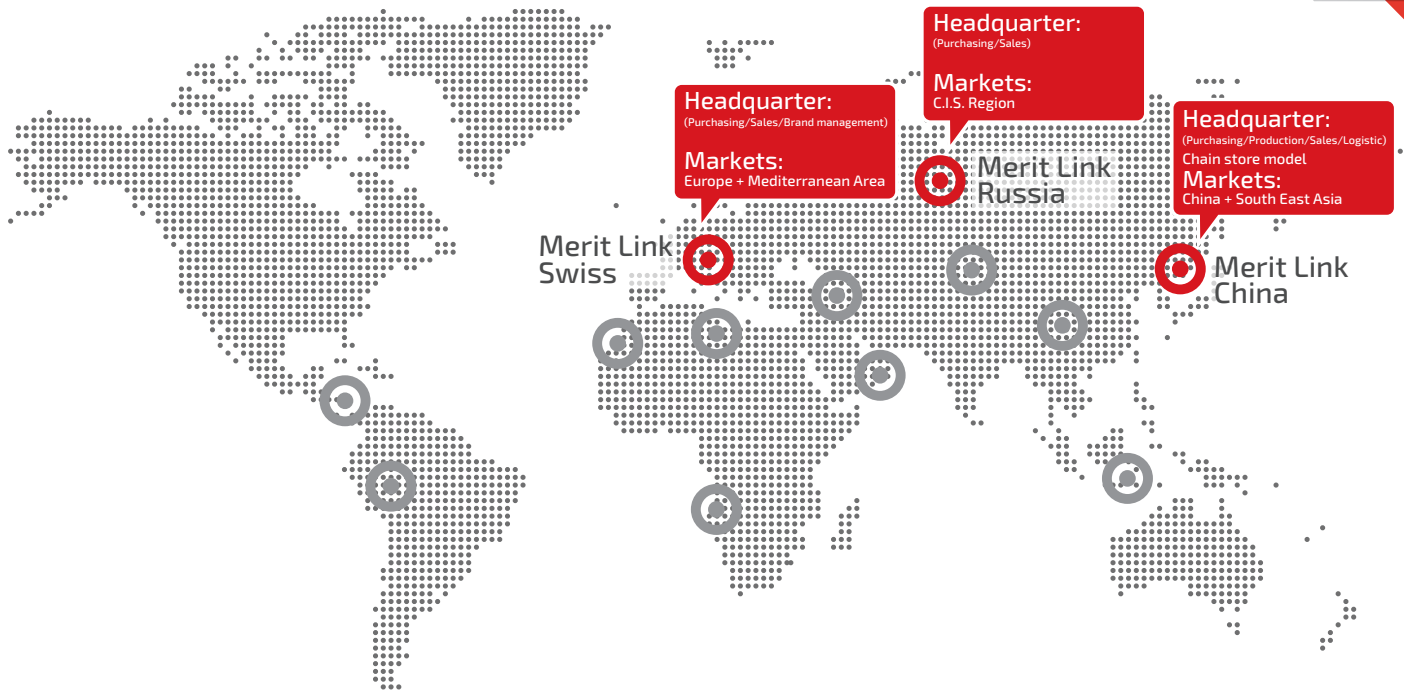 Headquarter:
(Purchasing/Sales)
Markets:
C.I.S. Region
Headquarter:
(Purchasing/Sales/Brand management)
Markets:
Europe + Mediterranean Area
Headquarter:
(Purchasing/Production/Sales/Logistic)
Chain store model
Markets:
China + South East Asia
Merit Link
Russia
Merit Link
Swiss
Merit Link
China